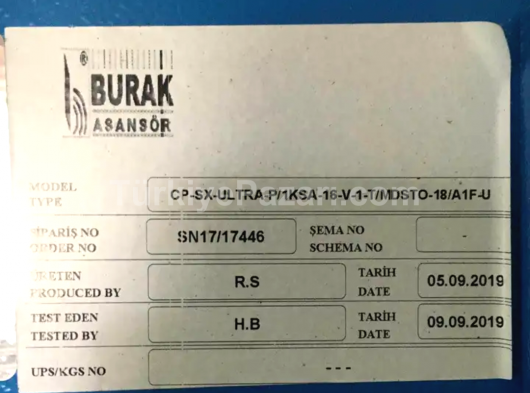 BURAK
ASANSÖR
MODEL
TYPE
CP-SX-ULTRA-P/1KSA-16-V-1-T/MDSTO-18/A1F-U
SİPARİŞ NO
ORDER NO
SN17/17446
ŞEMA NO
SCHEMA NO
-
ÜRETEN
PRODUCED BY
R.S
TARİH
DATE
05.09.2019
TEST EDEN
TESTED BY
H.B
TARİH
DATE
09.09.2019
UPS/KGS NO
---